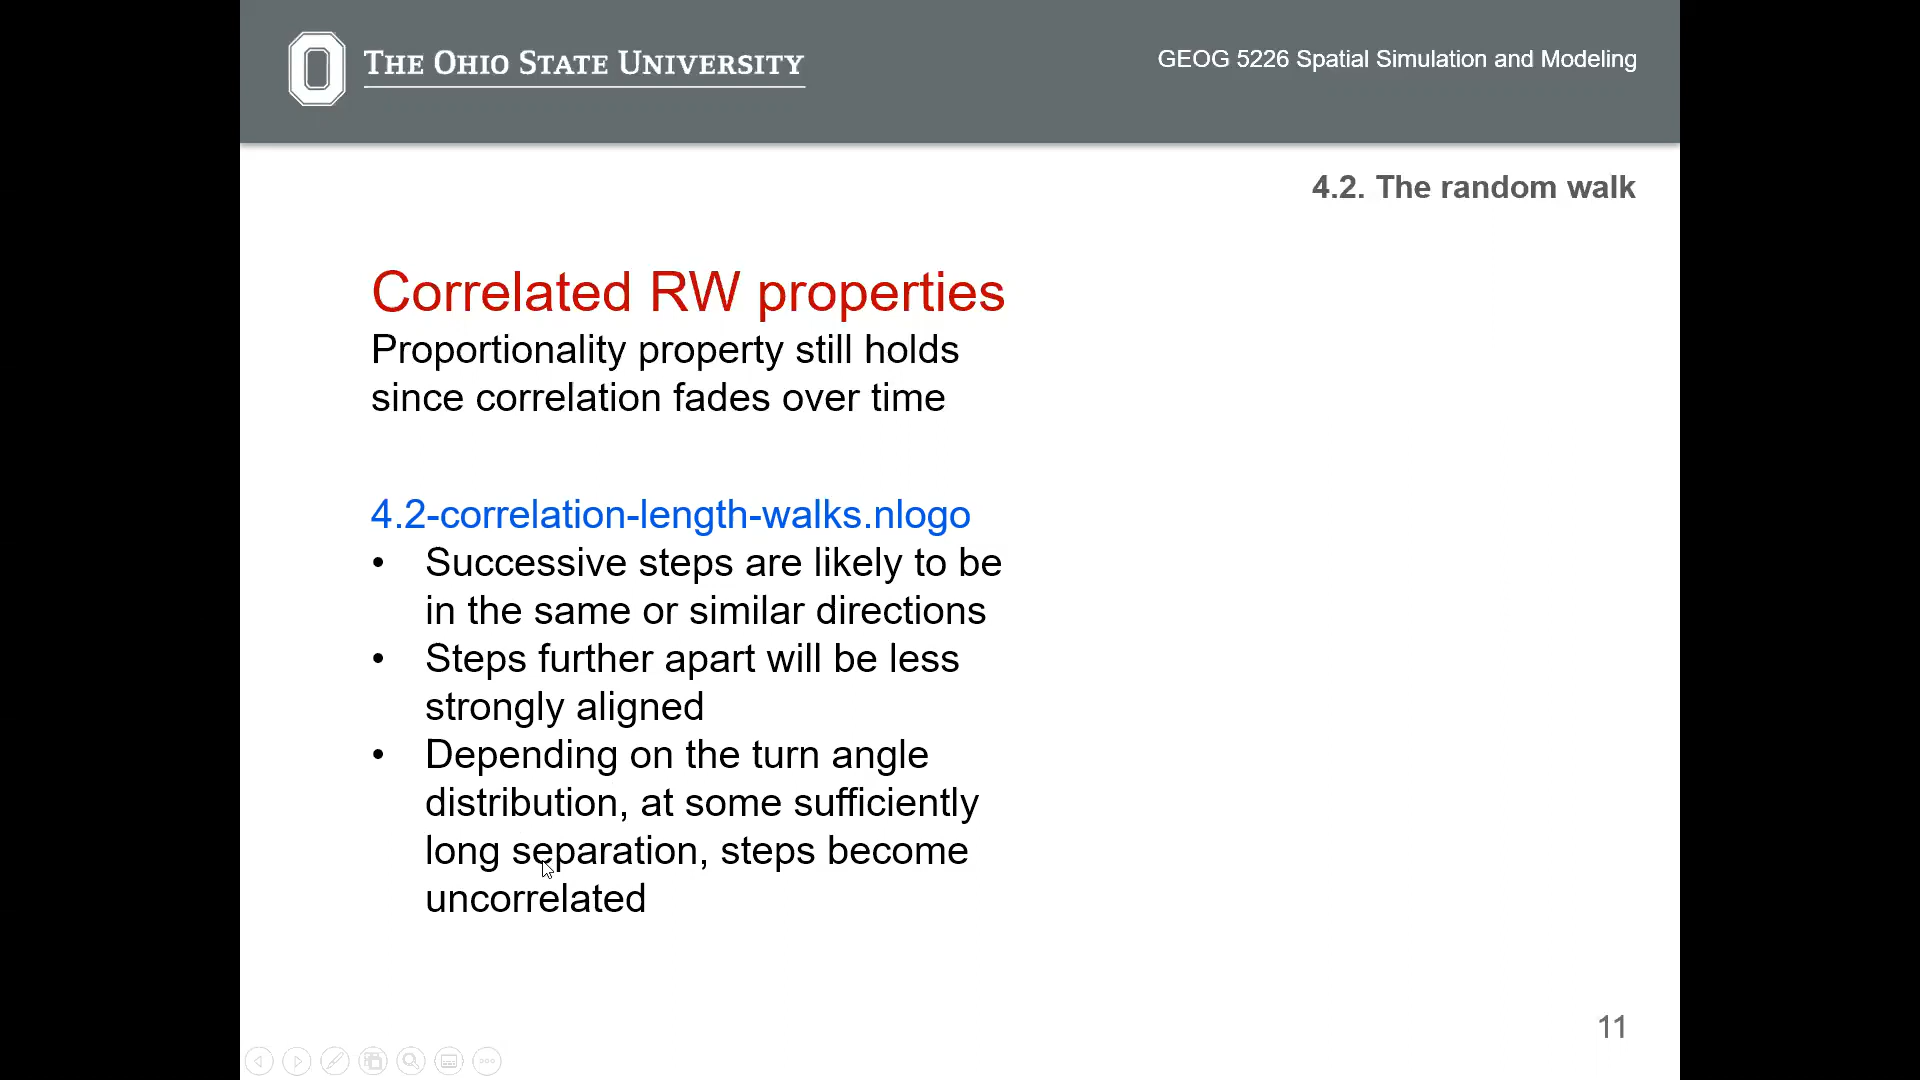 THE OHIO STATE UNIVERSITY
GEOG 5226 Spatial Simulation and Modeling
4.2. The random walk
Correlated RW properties
Proportionality property still holds
since correlation fades over time
4.2-correlation-length-walks.nlogo
• Successive steps are likely to be
in the same or similar directions
• Steps further apart will be less
strongly aligned
• Depending on the turn angle
distribution, at some sufficiently
long separation, steps become
uncorrelated
11